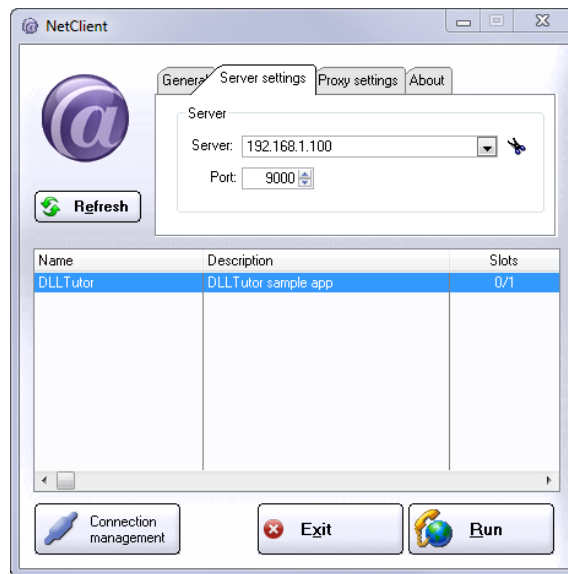 NetClient
General Server settings Proxy settings About
Server
Server: 192.168.1.100
Port: 9000
Refresh
Name Description Slots
DLLTutor DLLTutor sample app 0/1
Connection
management
Exit
Run